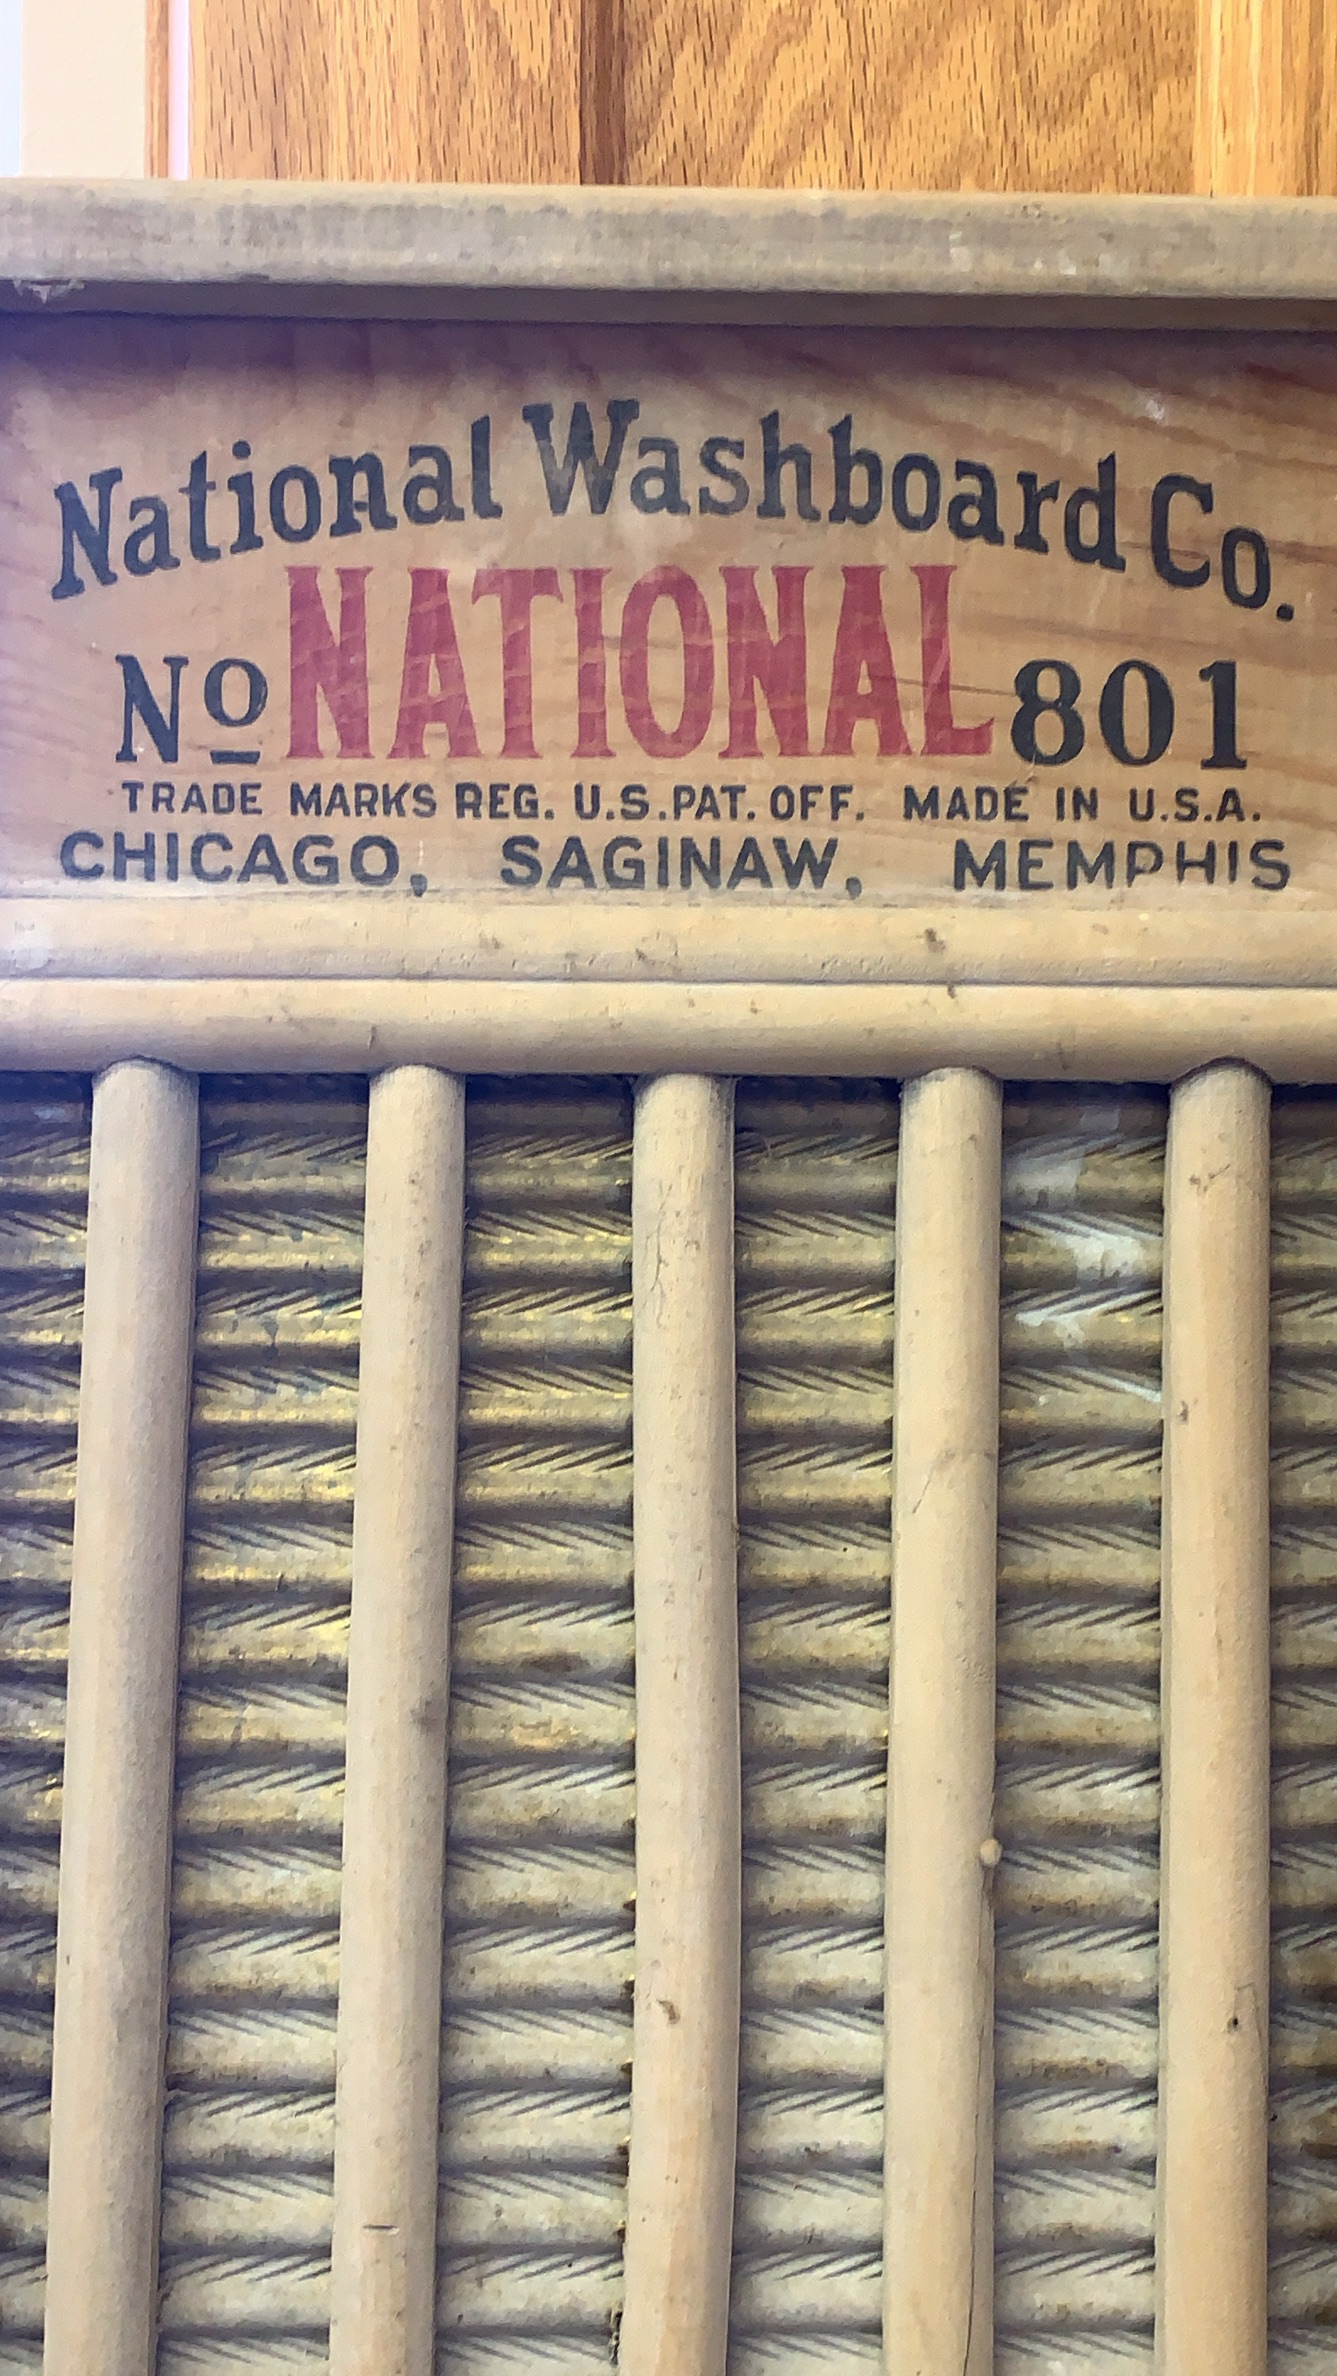 National Washboard Co.
No NATIONAL 801
TRADE MARKS REG. U.S.PAT. OFF. MADE IN U.S.A.
CHICAGO, SAGINAW, MEMPHIS